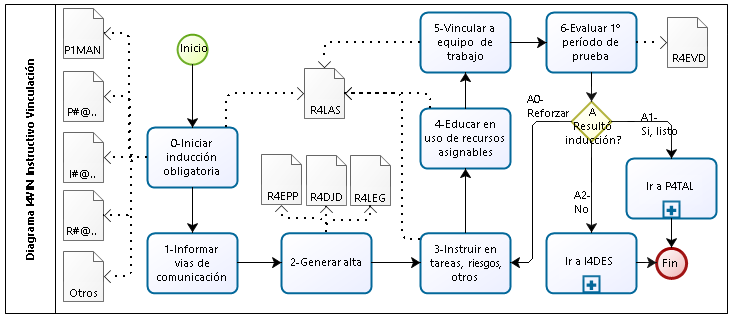 Diagrama I4VIN Instructivo Vinculación
P1MAN
P#@..
I#@..
R#@..
Otros
Inicio
0-Iniciar
inducción
obligatoria
1-Informar
vias de
comunicación
R4EPP
R4DJD
R4LEG
2-Generar alta
R4LAS
3-Instruir en
tareas, riesgos,
otros
4-Educar en
uso de recursos
asignables
5-Vincular a
equipo de
trabajo
6-Evaluar 1°
período de
prueba
R4EVD
A0-
Reforzar
A
Resultó
inducción?
A1-
Si, listo
Ir a P4TAL
A2-
No
Ir a I4DES
Fin